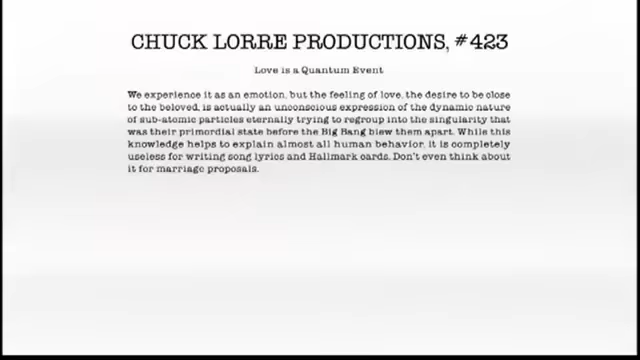 CHUCK LORRE PRODUCTIONS, #423
Love is a Quantum Event
We experience it as an emotion, but the feeling of love, the desire to be close
to the beloved, is actually an unconscious expression of the dynamic nature
of sub-atomic particles eternally trying to regroup into the singularity that
was their primordial state before the Big Bang blew them apart. While this
knowledge helps to explain almost all human behavior, it is completely
useless for writing song lyrics and Hallmark cards. Don't even think about
it for marriage proposals.